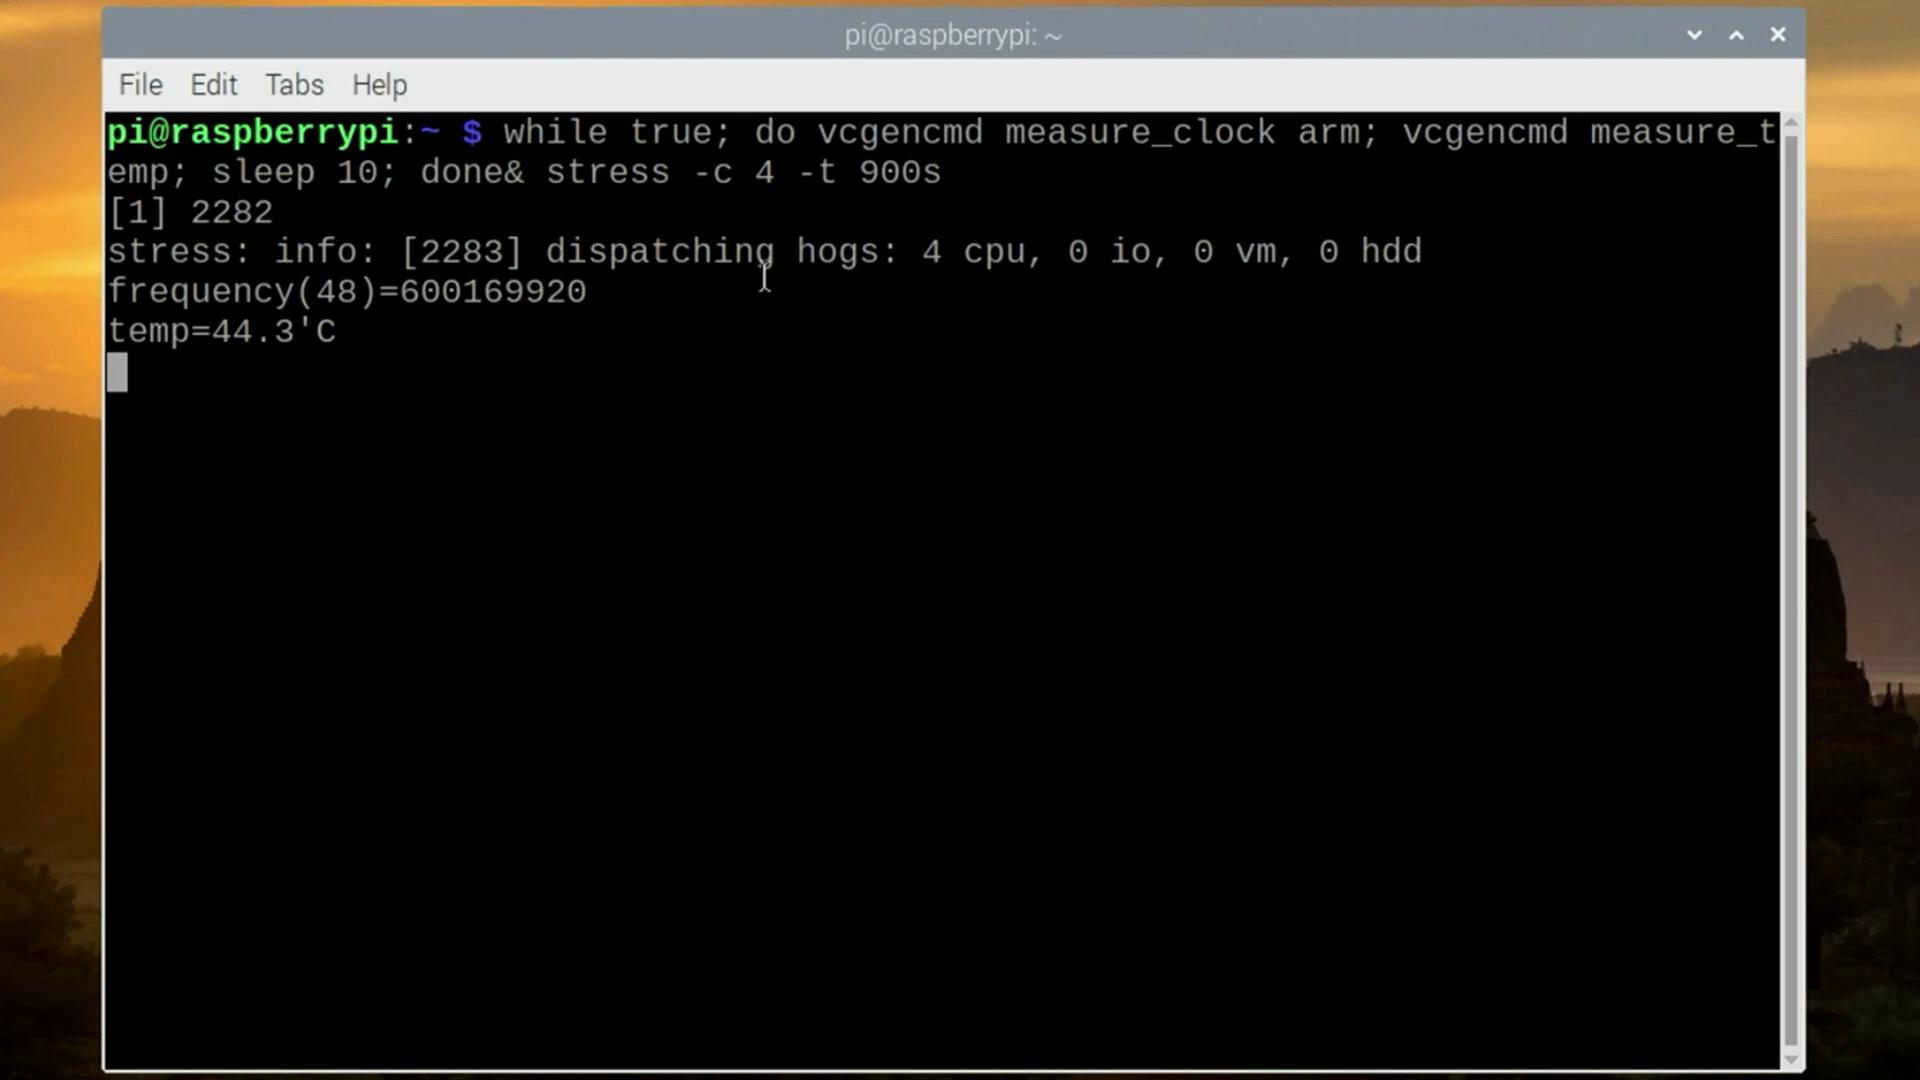 pi@raspberrypi: ~
File Edit Tabs Help
pi@raspberrypi:~ $ while true; do vcgencmd measure_clock arm; vcgencmd measure_t
emp; sleep 10; done& stress -c 4 -t 900s
[1] 2282
stress: info: [2283] dispatching hogs: 4 cpu, 0 io, 0 vm, 0 hdd
frequency(48)=600169920
temp=44.3'C